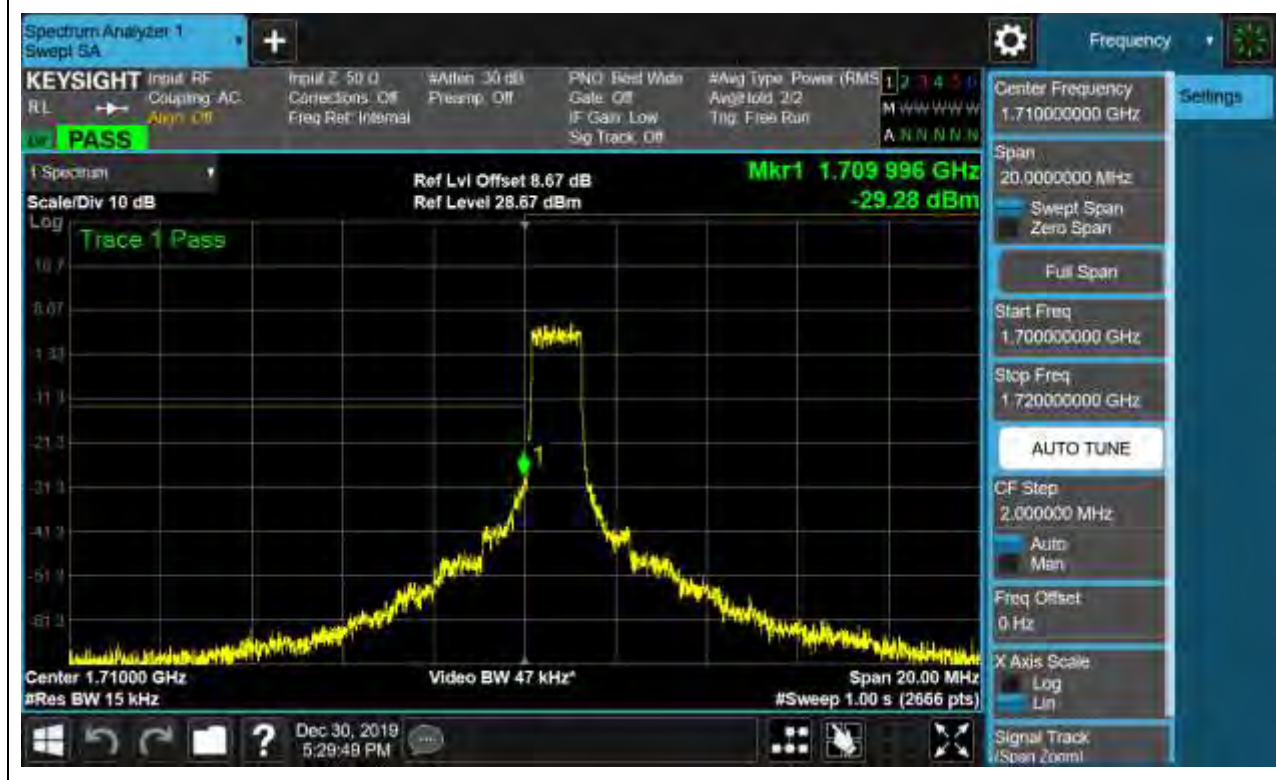 Spectrum Analyzer 1
Swept SA
Frequency
KEYSIGHT
Input: RF
Coupling: AC
Align: Off
Input Z: 50 Ω
Corrections: Off
Freq Ref: Internal
#Atten: 30 dB
Preamp: Off
PNO: Best Wide
Gate: Off
IF Gain: Low
Sig Track: Off
#Avg Type: Power (RMS
Avg|Hold: 2/2
Trig: Free Run
1 2 3 4 5 6
M W W W W W
A N N N N N
RL
PASS
1 Spectrum
Scale/Div 10 dB
Log
Ref Lvl Offset 8.67 dB
Ref Level 28.67 dBm
Mkr1 1.709 996 GHz
-29.28 dBm
Trace 1 Pass
18.7
8.67
-1.33
-11.3
-21.3
-31.3
-41.3
-51.3
-61.3
1
Center 1.71000 GHz
#Res BW 15 kHz
Video BW 47 kHz*
Span 20.00 MHz
#Sweep 1.00 s (2666 pts)
Center Frequency
1.710000000 GHz
Settings
Span
20.0000000 MHz
Swept Span
Zero Span
Full Span
Start Freq
1.700000000 GHz
Stop Freq
1.720000000 GHz
AUTO TUNE
CF Step
2.000000 MHz
Auto
Man
Freq Offset
0 Hz
X Axis Scale
Log
Lin
Signal Track
(Span Zoom)
?
Dec 30, 2019
5:29:49 PM